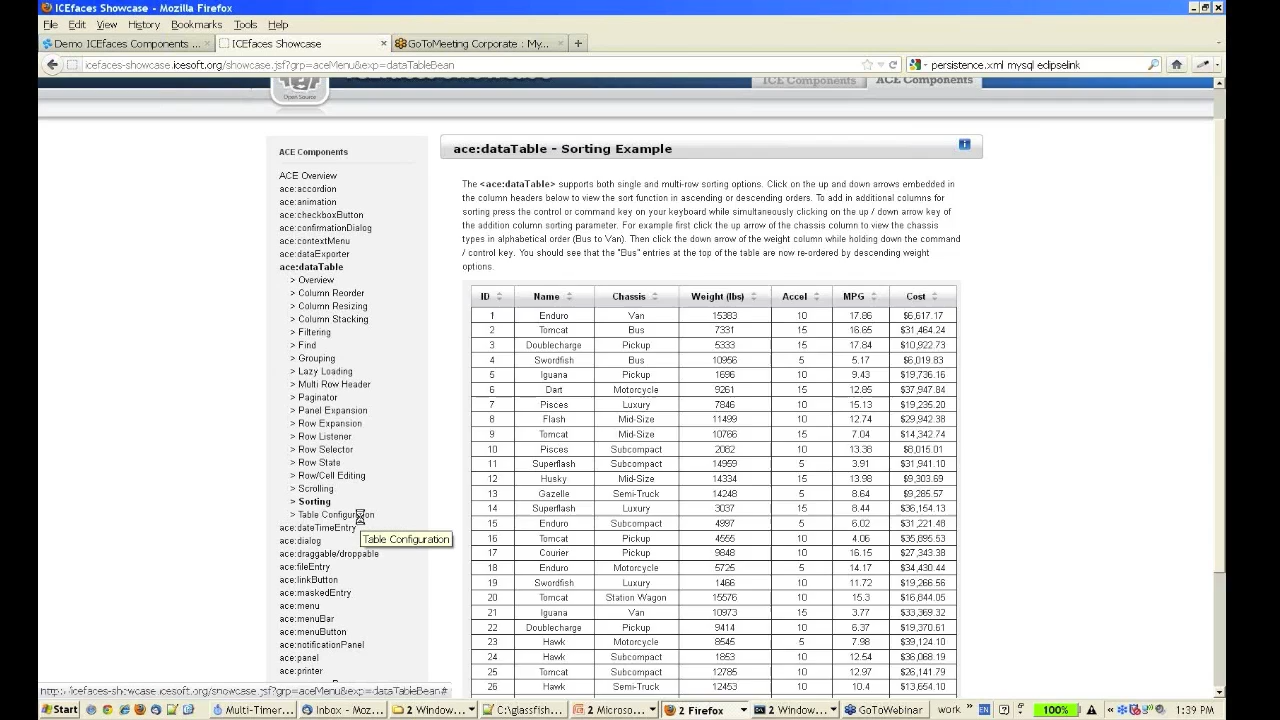 ICEfaces Showcase - Mozilla Firefox
File Edit View History Bookmarks Tools Help
Demo ICEfaces Components ... × ICEfaces Showcase × GoToMeeting Corporate : My... × +
icefaces-showcase.icesoft.org/showcase.jsf?grp=aceMenu&exp=dataTableBean persistence.xml mysql eclipselink
Open Source ICE Components ACE Components
ACE Components
ACE Overview
ace:accordion
ace:animation
ace:checkboxButton
ace:confirmationDialog
ace:contextMenu
ace:dataExporter
ace:dataTable
> Overview
> Column Reorder
> Column Resizing
> Column Stacking
> Filtering
> Find
> Grouping
> Lazy Loading
> Multi Row Header
> Paginator
> Panel Expansion
> Row Expansion
> Row Listener
> Row Selector
> Row State
> Row/Cell Editing
> Scrolling
> Sorting
> Table Configuration
ace:dateTimeEntry
Table Configuration
ace:dialog
ace:draggable/droppable
ace:fileEntry
ace:linkButton
ace:maskedEntry
ace:menu
ace:menuBar
ace:menuButton
ace:notificationPanel
ace:panel
ace:printer
ace:dataTable - Sorting Example
The <ace:dataTable> supports both single and multi-row sorting options. Click on the up and down arrows embedded in
the column headers below to view the sort function in ascending or descending orders. To add in additional columns for
sorting press the control or command key on your keyboard while simultaneously clicking on the up / down arrow key of
the addition column sorting parameter. For example first click the up arrow of the chassis column to view the chassis
types in alphabetical order (Bus to Van). Then click the down arrow of the weight column while holding down the command
/ control key. You should see that the "Bus" entries at the top of the table are now re-ordered by descending weight
options.
ID Name Chassis Weight (lbs) Accel MPG Cost
1 Enduro Van 15383 10 17.86 $6,617.17
2 Tomcat Bus 7331 15 16.65 $31,464.24
3 Doublecharge Pickup 5333 15 17.84 $10,922.73
4 Swordfish Bus 10956 5 5.17 $6,019.83
5 Iguana Pickup 1696 10 9.43 $19,736.16
6 Dart Motorcycle 9261 15 12.85 $37,947.84
7 Pisces Luxury 7846 10 15.13 $19,235.20
8 Flash Mid-Size 11499 10 12.74 $29,942.38
9 Tomcat Mid-Size 10766 15 7.04 $14,342.74
10 Pisces Subcompact 2082 10 13.38 $8,015.01
11 Superflash Subcompact 14959 5 3.91 $31,941.10
12 Husky Mid-Size 14334 15 13.98 $9,303.69
13 Gazelle Semi-Truck 14248 5 8.64 $9,285.57
14 Superflash Luxury 3037 15 8.44 $36,154.13
15 Enduro Subcompact 4997 5 6.02 $31,221.48
16 Tomcat Pickup 4555 10 4.06 $35,895.53
17 Courier Pickup 9848 10 16.15 $27,343.38
18 Enduro Motorcycle 5725 5 14.17 $34,430.44
19 Swordfish Luxury 1466 10 11.72 $19,266.56
20 Tomcat Station Wagon 15576 10 15.3 $16,844.05
21 Iguana Van 10973 15 3.77 $33,369.32
22 Doublecharge Pickup 9414 10 6.37 $19,370.61
23 Hawk Motorcycle 8545 5 7.98 $39,124.10
24 Hawk Subcompact 1853 10 12.54 $36,068.19
25 Tomcat Subcompact 12785 10 12.97 $26,141.79
26 Hawk Semi-Truck 12453 10 10.4 $13,654.10
http://icefaces-showcase.icesoft.org/showcase.jsf?grp=aceMenu&exp=dataTableBean#
Start Multi-Timer... Inbox - Moz... 2 Window... C:\glassfish... 2 Microso... 2 Firefox 2 Window... GoToWebinar work EN 100% 1:39 PM